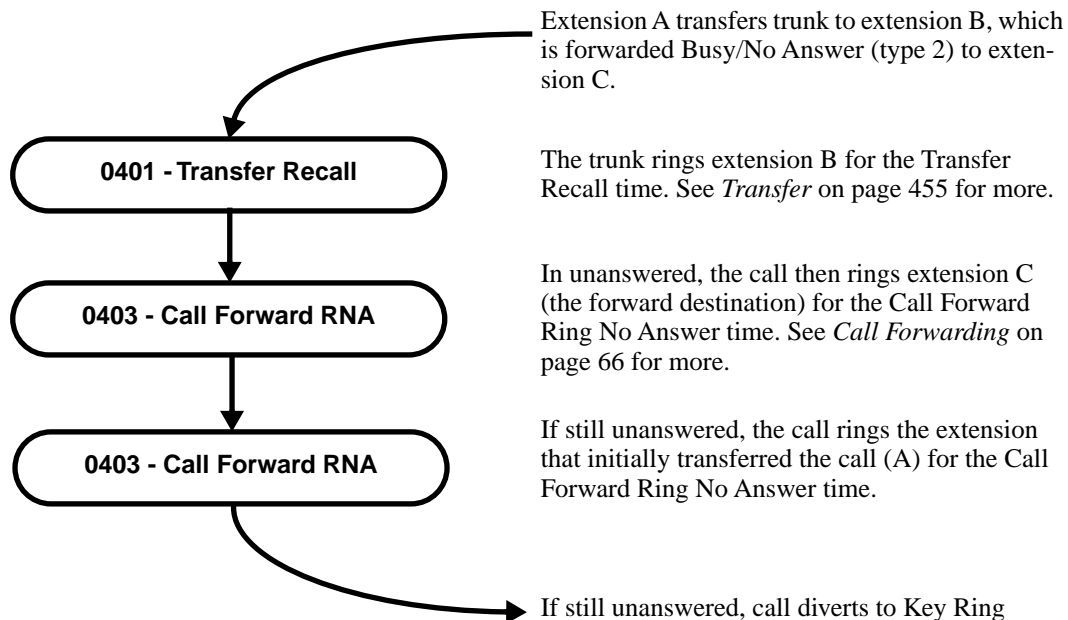 Extension A transfers trunk to extension B, which
is forwarded Busy/No Answer (type 2) to exten-
sion C.
0401 - Transfer Recall
The trunk rings extension B for the Transfer
Recall time. See Transfer on page 455 for more.
0403 - Call Forward RNA
In unanswered, the call then rings extension C
(the forward destination) for the Call Forward
Ring No Answer time. See Call Forwarding on
page 66 for more.
0403 - Call Forward RNA
If still unanswered, the call rings the extension
that initially transferred the call (A) for the Call
Forward Ring No Answer time.
If still unanswered, call diverts to Key Ring